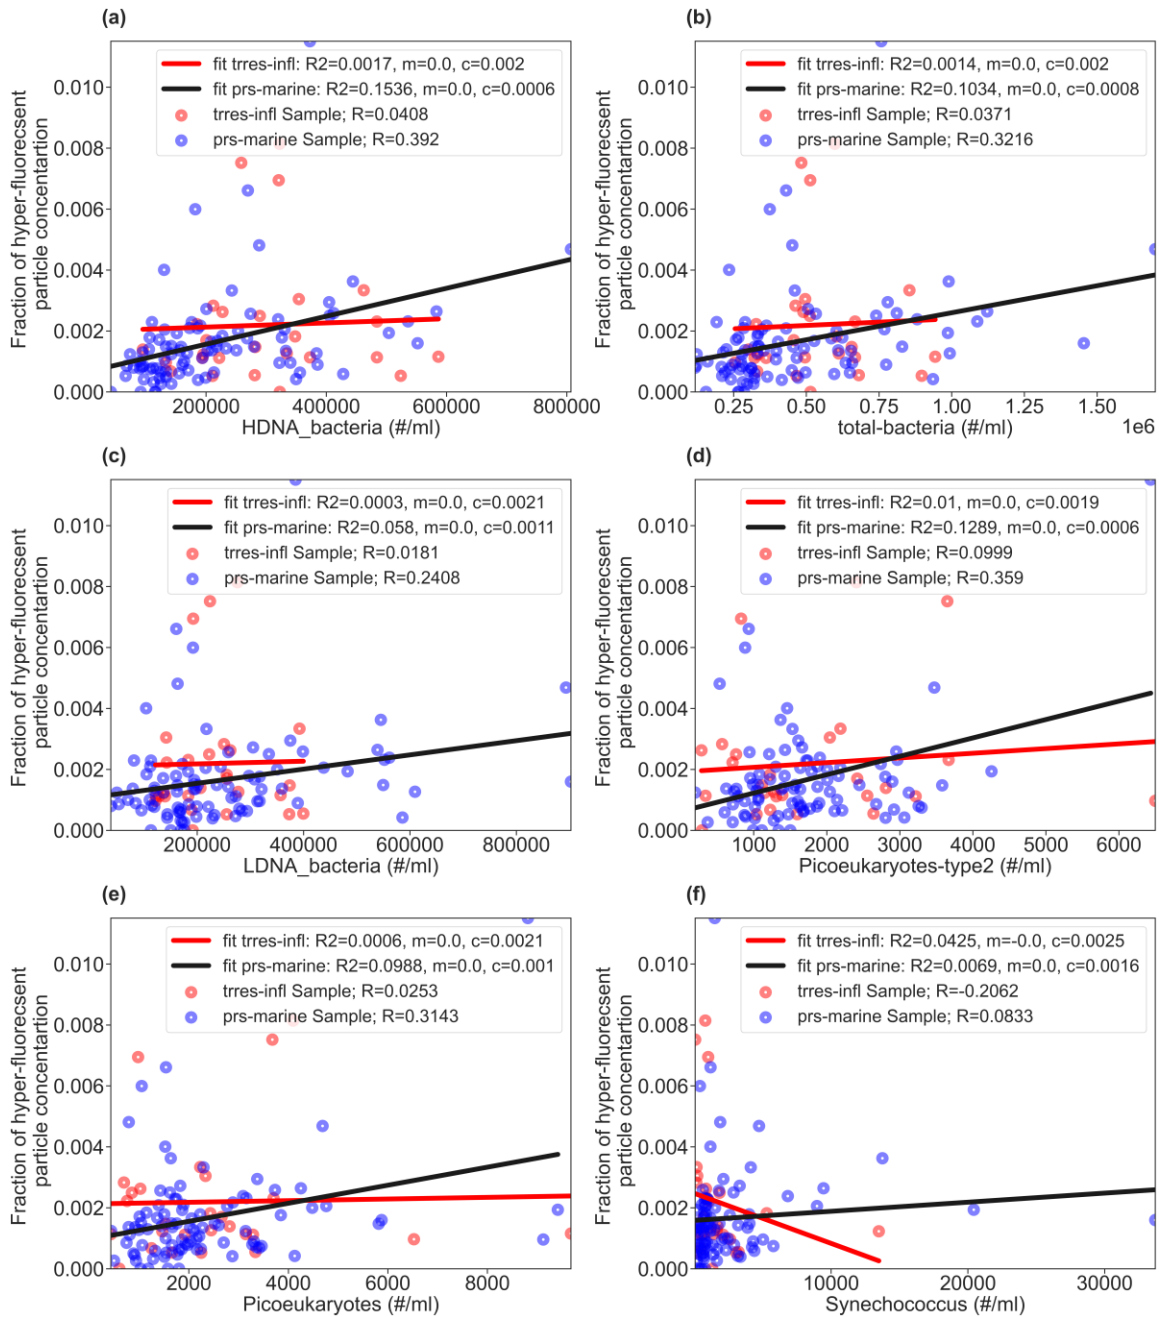 (a)
fit trres-infl: R2=0.0017, m=0.0, c=0.002
fit prs-marine: R2=0.1536, m=0.0, c=0.0006
trres-infl Sample; R=0.0408
prs-marine Sample; R=0.392
Fraction of hyper-fluorecsent
particle concentartion
0.010
0.008
0.006
0.004
0.002
0.000
200000 400000 600000 800000
HDNA_bacteria (#/ml)
(b)
fit trres-infl: R2=0.0014, m=0.0, c=0.002
fit prs-marine: R2=0.1034, m=0.0, c=0.0008
trres-infl Sample; R=0.0371
prs-marine Sample; R=0.3216
Fraction of hyper-fluorecsent
particle concentartion
0.010
0.008
0.006
0.004
0.002
0.000
0.25 0.50 0.75 1.00 1.25 1.50
total-bacteria (#/ml)
1e6
(c)
fit trres-infl: R2=0.0003, m=0.0, c=0.0021
fit prs-marine: R2=0.058, m=0.0, c=0.0011
trres-infl Sample; R=0.0181
prs-marine Sample; R=0.2408
Fraction of hyper-fluorecsent
particle concentartion
0.010
0.008
0.006
0.004
0.002
0.000
200000 400000 600000 800000
LDNA_bacteria (#/ml)
(d)
fit trres-infl: R2=0.01, m=0.0, c=0.0019
fit prs-marine: R2=0.1289, m=0.0, c=0.0006
trres-infl Sample; R=0.0999
prs-marine Sample; R=0.359
Fraction of hyper-fluorecsent
particle concentartion
0.010
0.008
0.006
0.004
0.002
0.000
1000 2000 3000 4000 5000 6000
Picoeukaryotes-type2 (#/ml)
(e)
fit trres-infl: R2=0.0006, m=0.0, c=0.0021
fit prs-marine: R2=0.0988, m=0.0, c=0.001
trres-infl Sample; R=0.0253
prs-marine Sample; R=0.3143
Fraction of hyper-fluorecsent
particle concentartion
0.010
0.008
0.006
0.004
0.002
0.000
2000 4000 6000 8000
Picoeukaryotes (#/ml)
(f)
fit trres-infl: R2=0.0425, m=-0.0, c=0.0025
fit prs-marine: R2=0.0069, m=0.0, c=0.0016
trres-infl Sample; R=-0.2062
prs-marine Sample; R=0.0833
Fraction of hyper-fluorecsent
particle concentartion
0.010
0.008
0.006
0.004
0.002
0.000
10000 20000 30000
Synechococcus (#/ml)